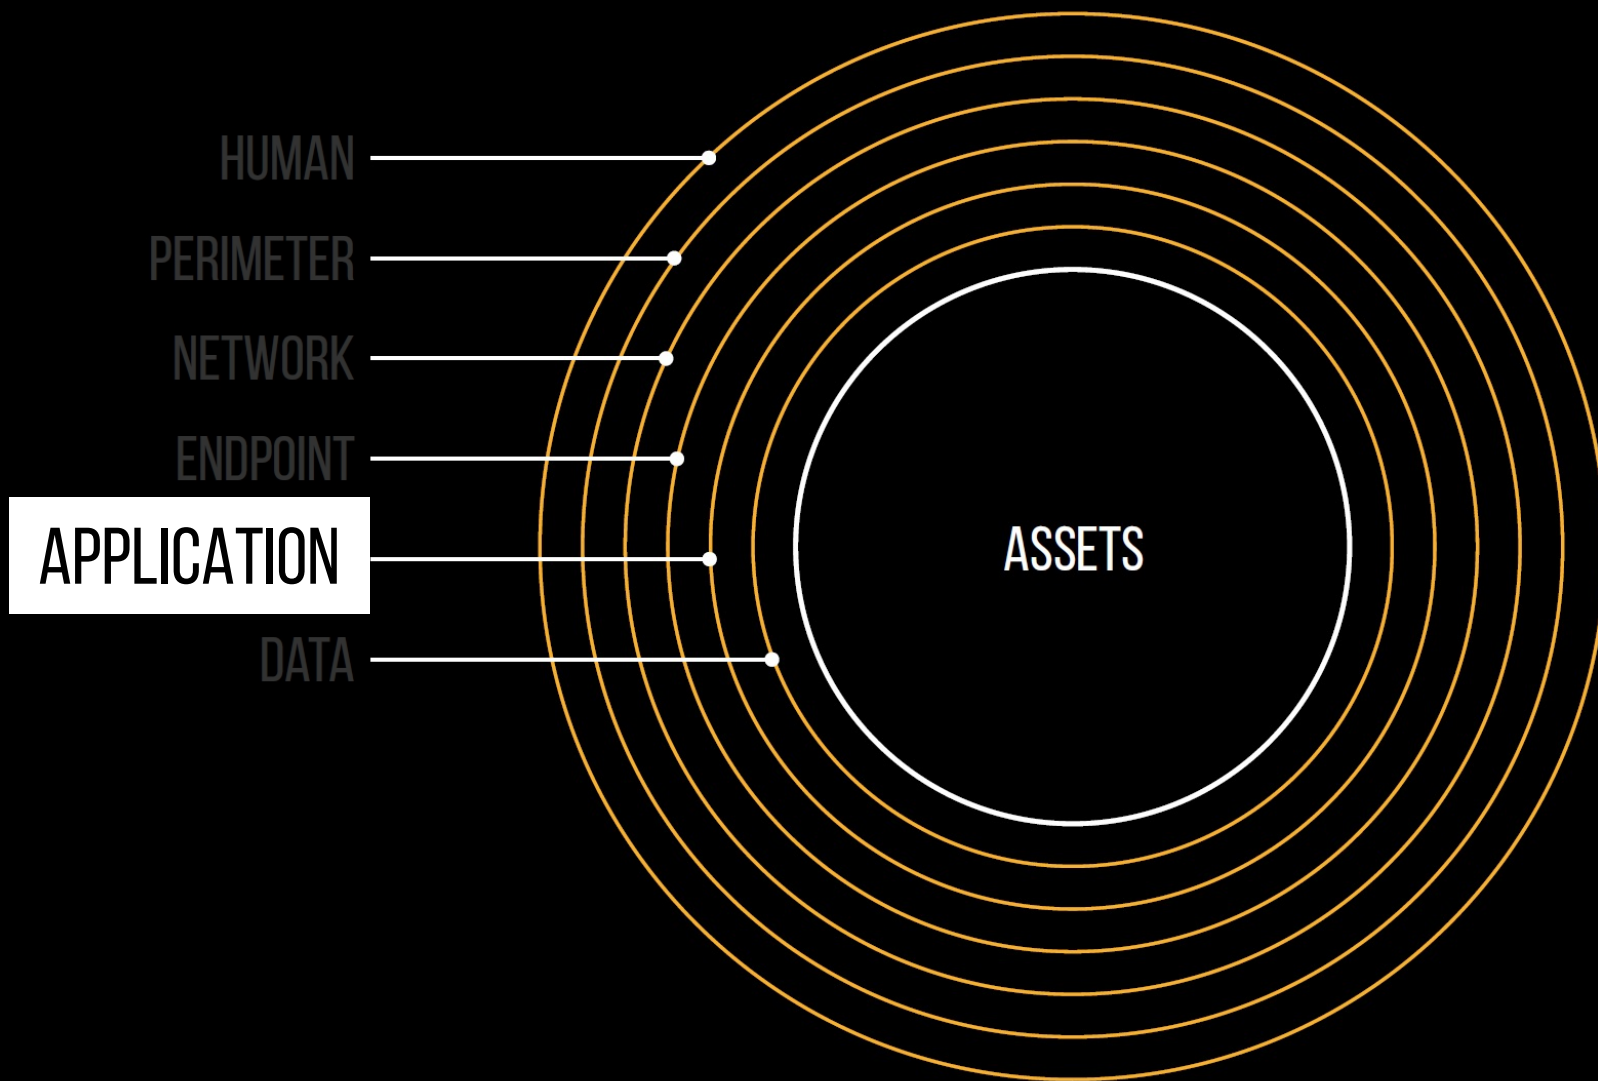 HUMAN
PERIMETER
NETWORK
ENDPOINT
APPLICATION
DATA
ASSETS